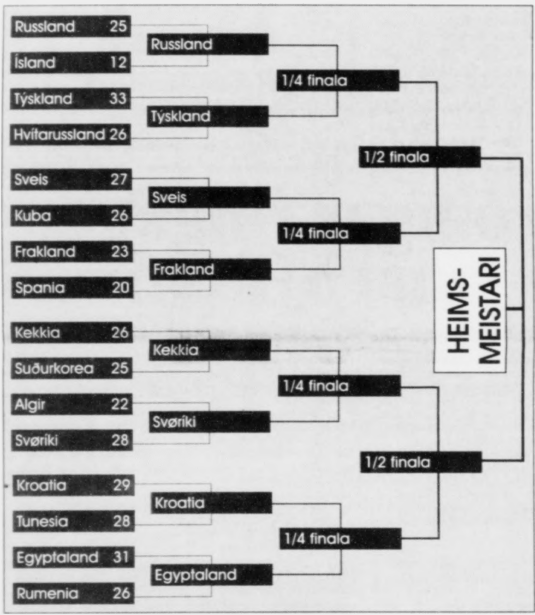 Russland 25
Ísland 12
Týskland 33
Hvítarussland 26
Sveis 27
Kuba 26
Frakland 23
Spania 20
Kekkia 26
Suðurkorea 25
Algir 22
Svøríki 28
Kroatia 29
Tunesia 28
Egyptaland 31
Rumenia 26
Russland
Týskland
Sveis
Frakland
Kekkia
Svøríki
Kroatia
Egyptaland
1/4 finala
1/4 finala
1/4 finala
1/4 finala
1/2 finala
1/2 finala
HEIMS-
MEISTARI